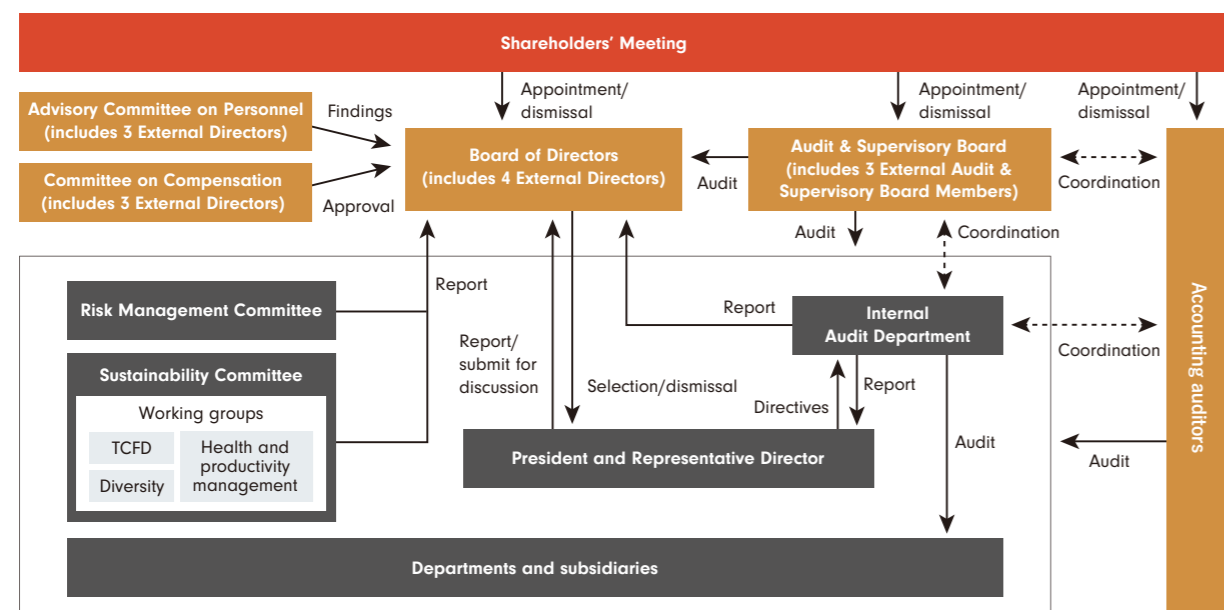 Shareholders' Meeting
Appointment/
dismissal
Appointment/
dismissal
Appointment/
dismissal
Advisory Committee on Personnel
(includes 3 External Directors)
Findings
Committee on Compensation
(includes 3 External Directors)
Approval
Board of Directors
(includes 4 External Directors)
Audit
Audit & Supervisory Board
(includes 3 External Audit &
Supervisory Board Members)
Coordination
Audit
Coordination
Risk Management Committee
Report
Sustainability Committee
Working groups
TCFD
Diversity
Health and
productivity
management
Report/
submit for
discussion
Selection/dismissal
Report
Internal
Audit Department
Coordination
Directives
Report
Audit
President and Representative Director
Audit
Accounting auditors
Departments and subsidiaries